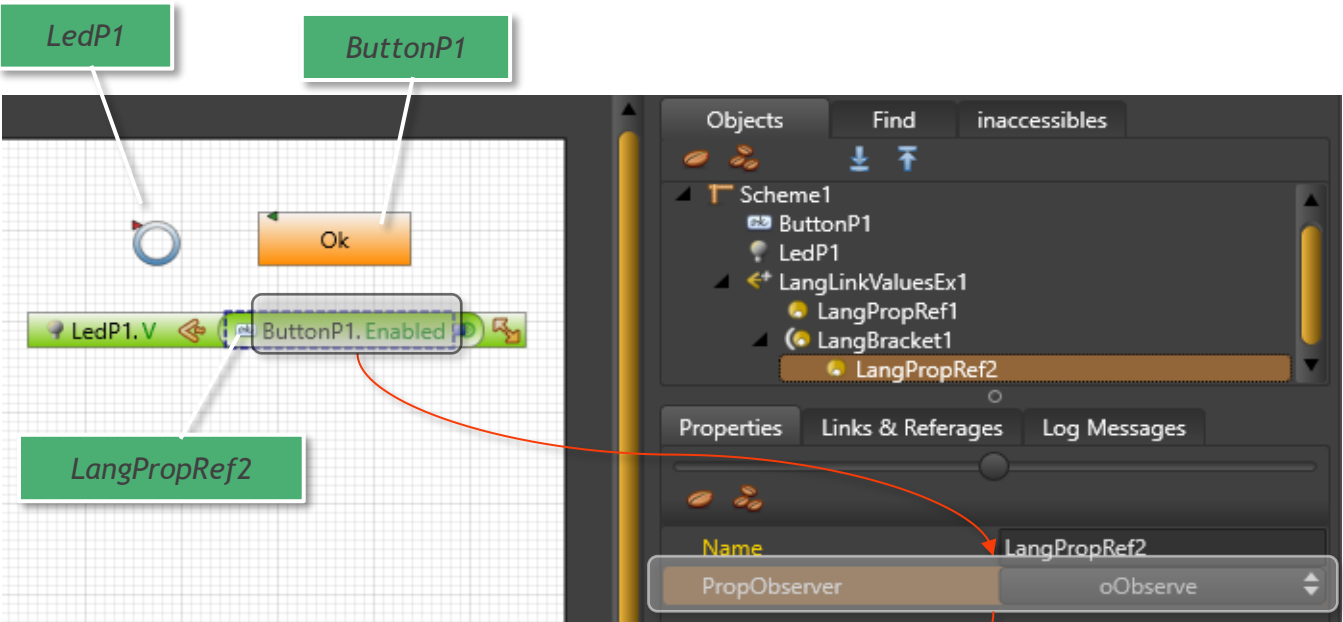 LedP1
ButtonP1
Objects
Find
inaccessibles
Scheme1
ButtonP1
LedP1
LangLinkValuesEx1
LangPropRef1
LangBracket1
LangPropRef2
Ok
LedP1.V
ButtonP1.Enabled
LangPropRef2
Properties
Links & Referages
Log Messages
Name
LangPropRef2
PropObserver
oObserve